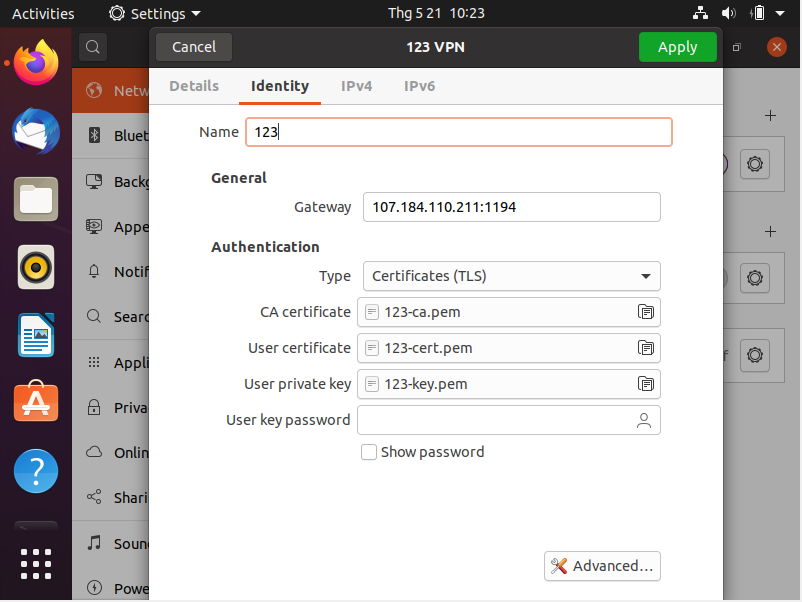 Activities Settings Thg 5 21 10:23
Cancel 123 VPN Apply
Details Identity IPv4 IPv6
Name 123
General
Gateway 107.184.110.211:1194
Authentication
Type Certificates (TLS)
CA certificate 123-ca.pem
User certificate 123-cert.pem
User private key 123-key.pem
User key password
Show password
Advanced...
Netw
Bluet
Backg
Appe
Notif
Searc
Appli
Priva
Onlin
Shari
Soun
Powe